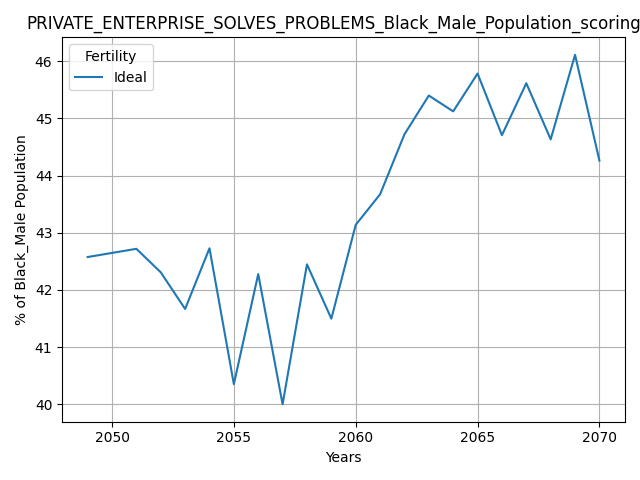 PRIVATE_ENTERPRISE_SOLVES_PROBLEMS_Black_Male_Population_scoring
Fertility
Ideal
% of Black_Male Population
46
45
44
43
42
41
40
2050 2055 2060 2065 2070
Years